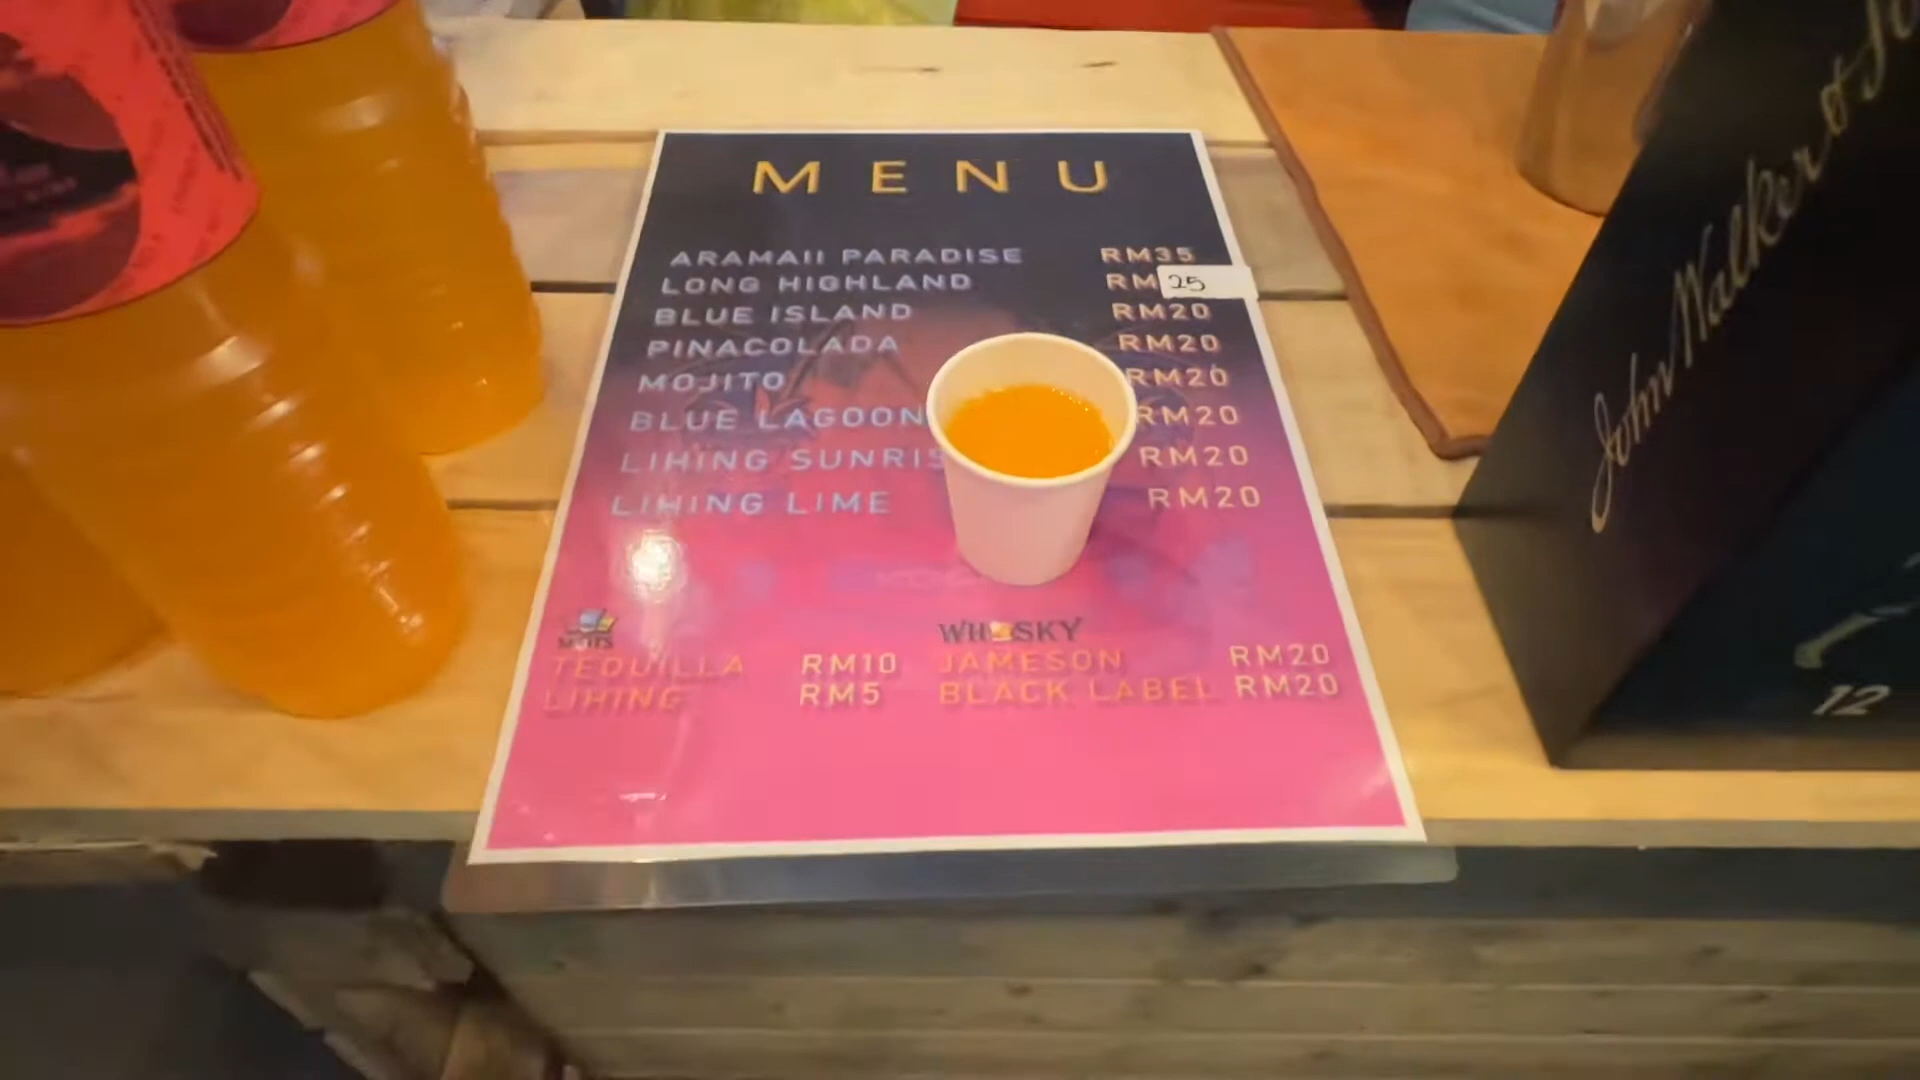 MENU
ARAMAII PARADISE RM35
LONG HIGHLAND RM 25
BLUE ISLAND RM20
PINACOLADA RM20
MOJITO RM20
BLUE LAGOON RM20
LIHING SUNRIS RM20
LIHING LIME RM20
WHISKY
TEQUILLA RM10 JAMESON RM20
LIHING RM5 BLACK LABEL RM20
John Walker &
12